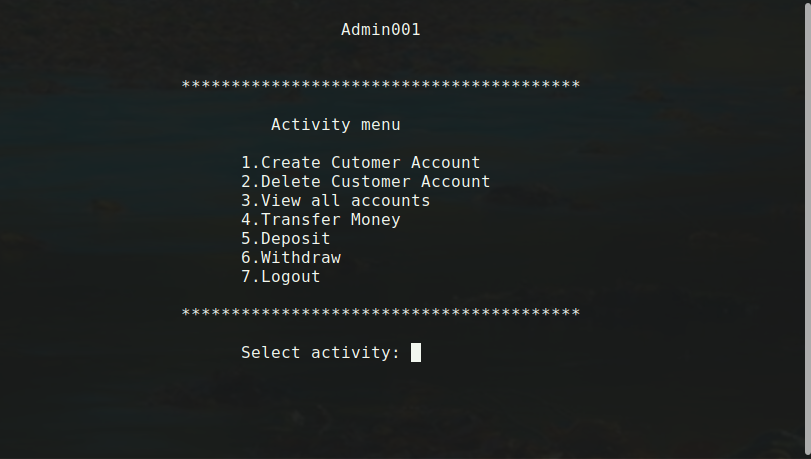 Admin001
****************************************
Activity menu
1.Create Cutomer Account
2.Delete Customer Account
3.View all accounts
4.Transfer Money
5.Deposit
6.Withdraw
7.Logout
****************************************
Select activity: